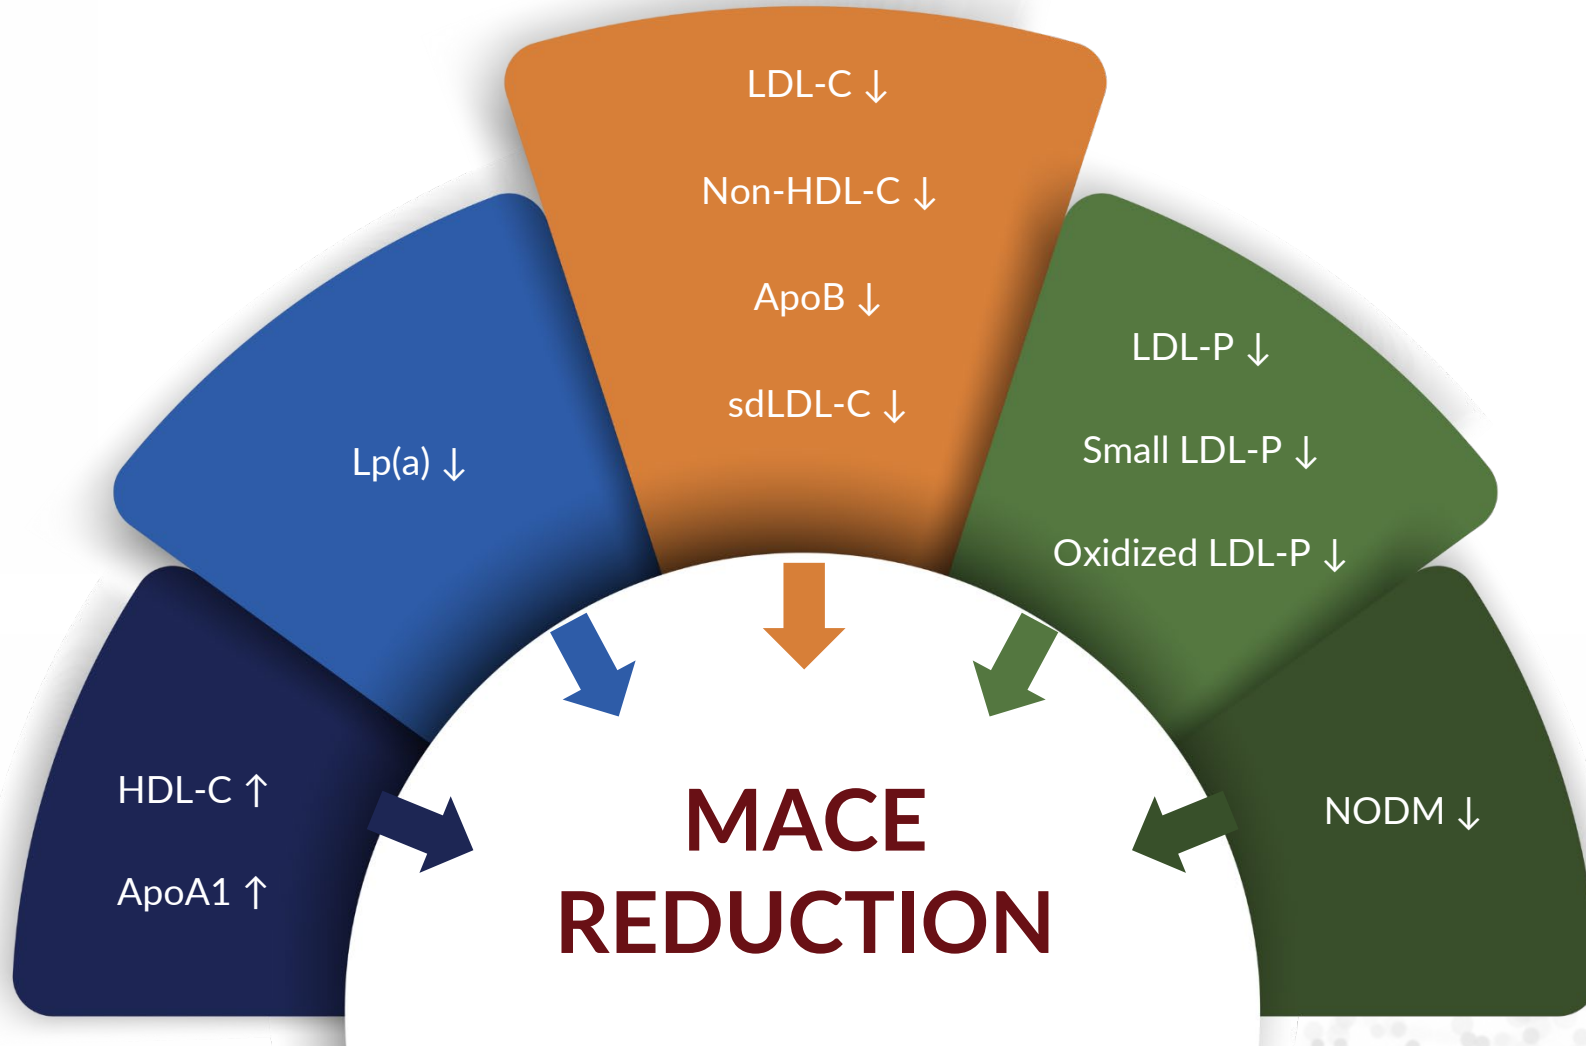 HDL-C ↑
ApoA1 ↑
Lp(a) ↓
LDL-C ↓
Non-HDL-C ↓
ApoB ↓
sdLDL-C ↓
LDL-P ↓
Small LDL-P ↓
Oxidized LDL-P ↓
NODM ↓
MACE
REDUCTION